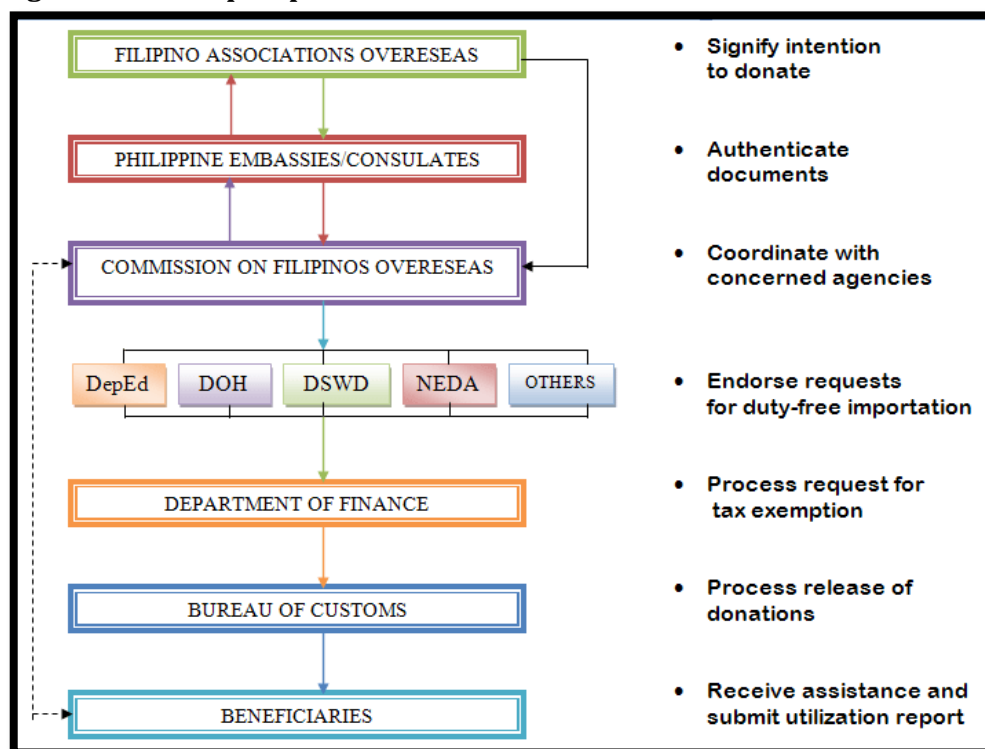 FILIPINO ASSOCIATIONS OVEREESEAS
• Signify intention
to donate
PHILIPPINE EMBASSIES/CONSULATES
• Authenticate
documents
COMMISSION ON FILIPINOS OVEREESEAS
• Coordinate with
concerned agencies
DepEd
DOH
DSWD
NEDA
OTHERS
• Endorse requests
for duty-free importation
DEPARTMENT OF FINANCE
• Process request for
tax exemption
BUREAU OF CUSTOMS
• Process release of
donations
BENEFICIARIES
• Receive assistance and
submit utilization report